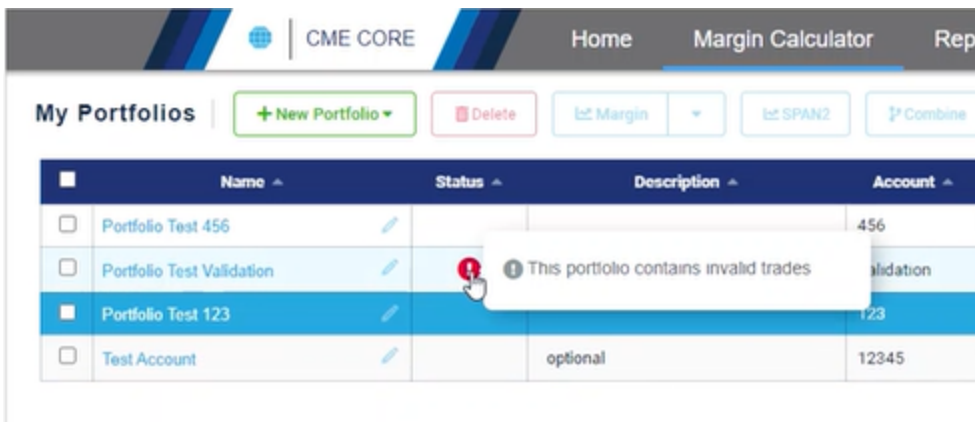 CME CORE Home Margin Calculator Rep
My Portfolios + New Portfolio Delete Margin SPAN2 Combine
Name Status Description Account
Portfolio Test 456 456
Portfolio Test Validation This portfolio contains invalid trades alidation
Portfolio Test 123 123
Test Account optional 12345